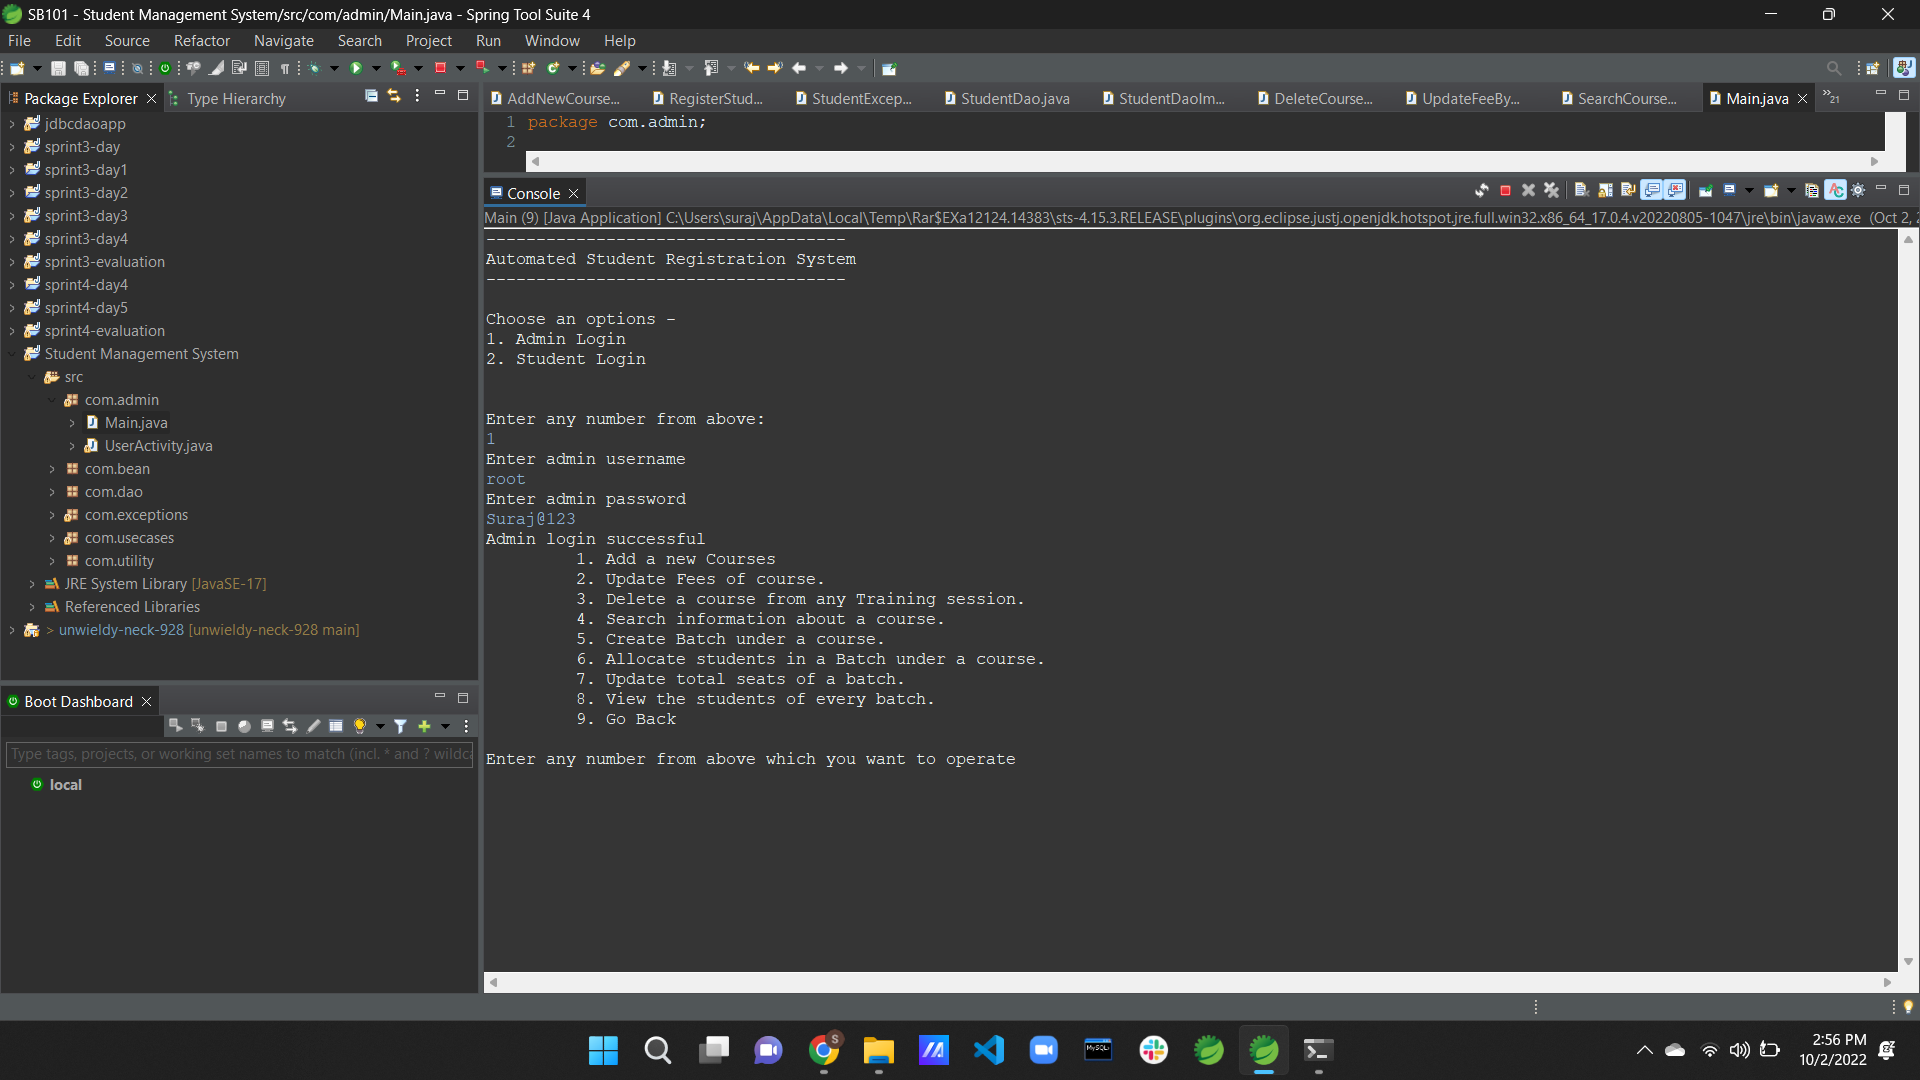 SB101 - Student Management System/src/com/admin/Main.java - Spring Tool Suite 4
File Edit Source Refactor Navigate Search Project Run Window Help
Package Explorer
Type Hierarchy
jdbcdaoapp
sprint3-day
sprint3-day1
sprint3-day2
sprint3-day3
sprint3-day4
sprint3-evaluation
sprint4-day4
sprint4-day5
sprint4-evaluation
Student Management System
src
com.admin
Main.java
UserActivity.java
com.bean
com.dao
com.exceptions
com.usecases
com.utility
JRE System Library [JavaSE-17]
Referenced Libraries
> unwieldy-neck-928 [unwieldy-neck-928 main]
Boot Dashboard
Type tags, projects, or working set names to match (incl. * and ? wildca
local
AddNewCourse... RegisterStud... StudentExcep... StudentDao.java StudentDaoIm... DeleteCourse... UpdateFeeBy... SearchCourse... Main.java »21
1 package com.admin;
2
Console
Main (9) [Java Application] C:\Users\suraj\AppData\Local\Temp\Rar$EXa12124.14383\sts-4.15.3.RELEASE\plugins\org.eclipse.justj.openjdk.hotspot.jre.full.win32.x86_64_17.0.4.v20220805-1047\jre\bin\javaw.exe (Oct 2, 2
------------------------------------
Automated Student Registration System
------------------------------------
Choose an options -
1. Admin Login
2. Student Login
Enter any number from above:
1
Enter admin username
root
Enter admin password
Suraj@123
Admin login successful
1. Add a new Courses
2. Update Fees of course.
3. Delete a course from any Training session.
4. Search information about a course.
5. Create Batch under a course.
6. Allocate students in a Batch under a course.
7. Update total seats of a batch.
8. View the students of every batch.
9. Go Back
Enter any number from above which you want to operate
S
MySQL
2:56 PM
10/2/2022